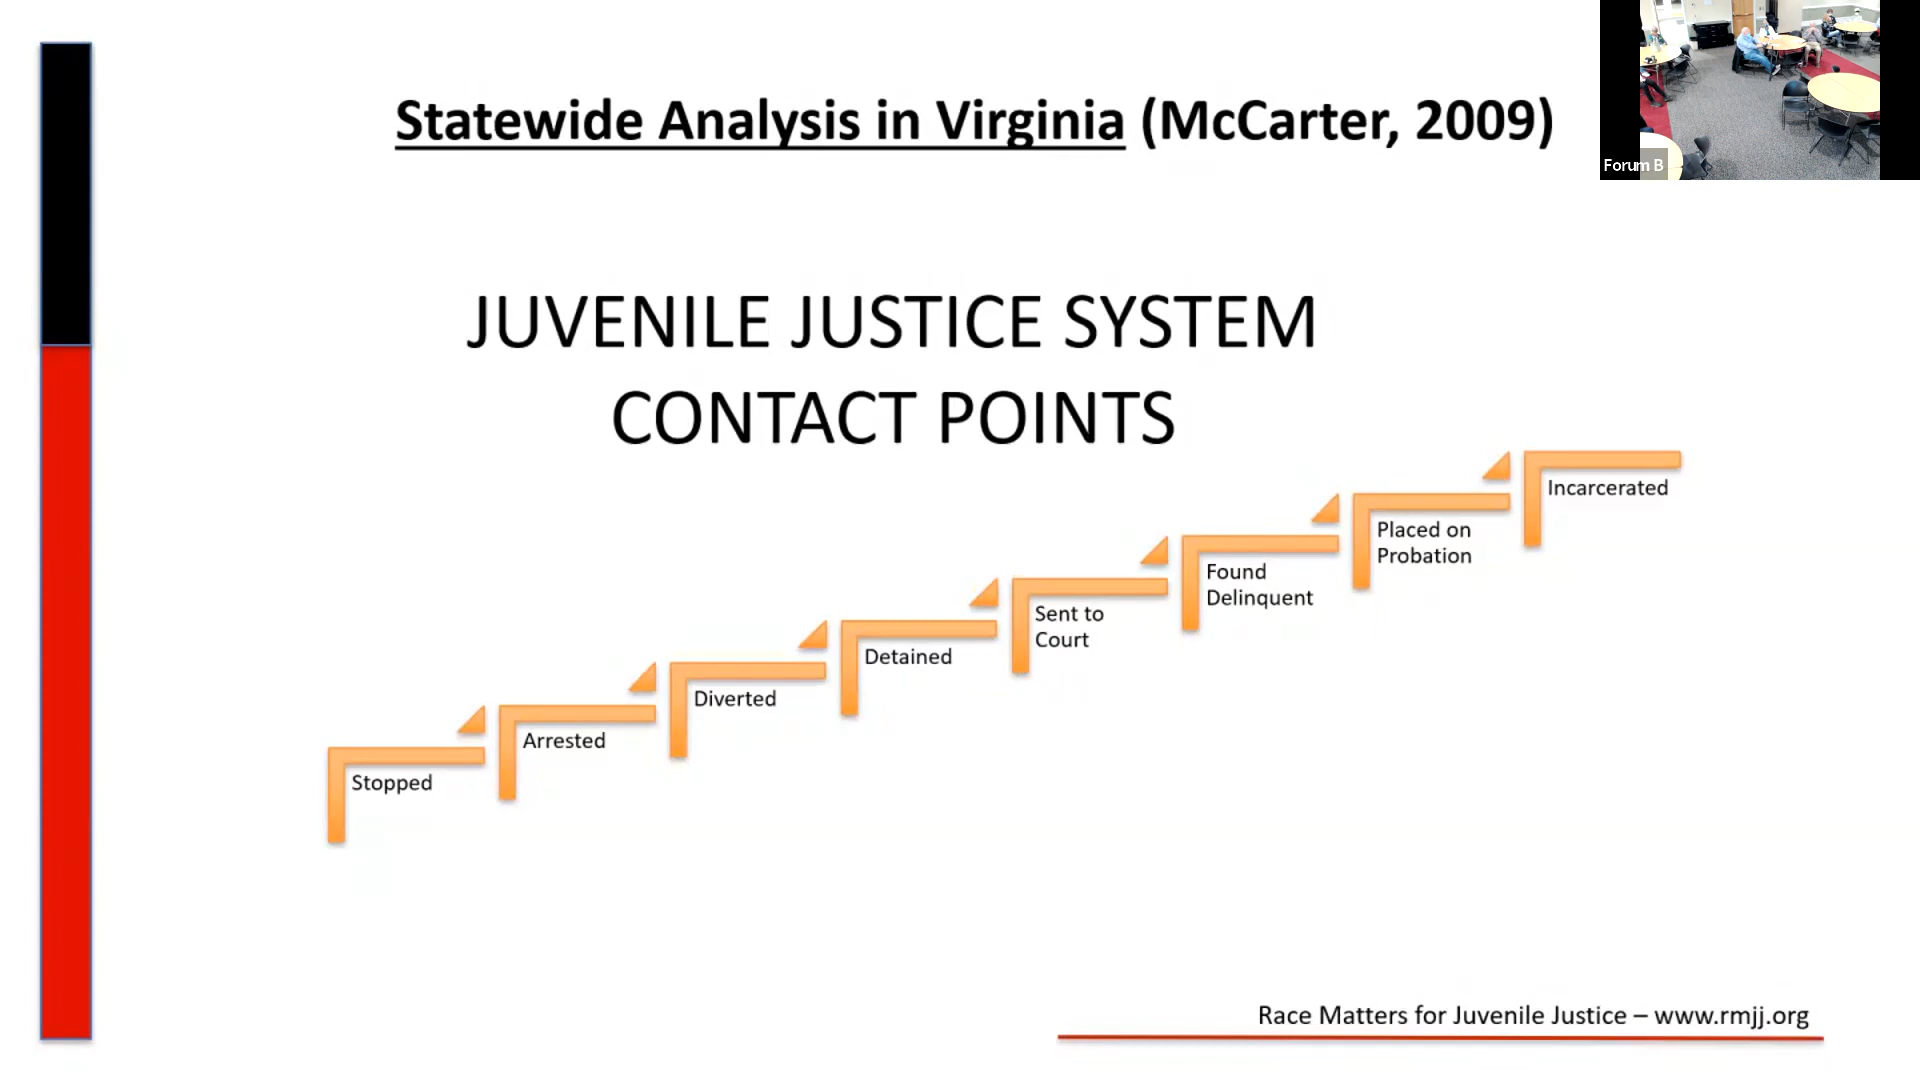 Statewide Analysis in Virginia (McCarter, 2009)
Forum B
JUVENILE JUSTICE SYSTEM
CONTACT POINTS
Stopped
Arrested
Diverted
Detained
Sent to
Court
Found
Delinquent
Placed on
Probation
Incarcerated
Race Matters for Juvenile Justice – www.rmjj.org